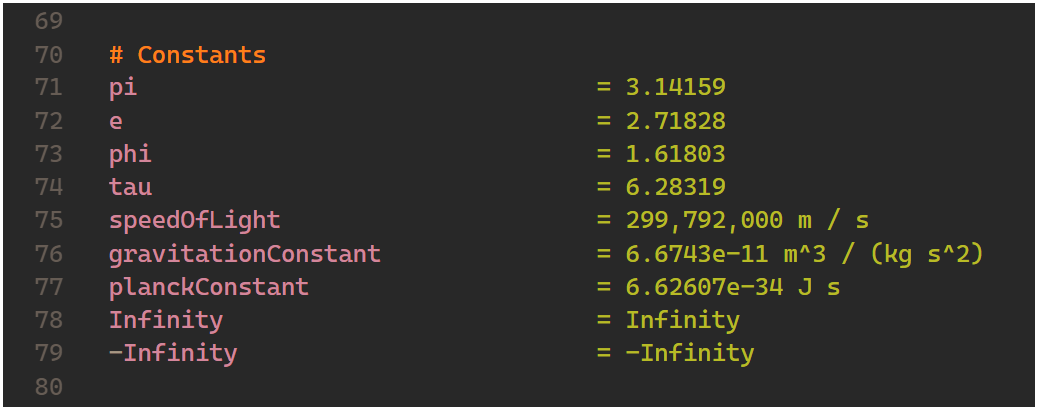 69
70 # Constants
71 pi = 3.14159
72 e = 2.71828
73 phi = 1.61803
74 tau = 6.28319
75 speedOfLight = 299,792,000 m / s
76 gravitationConstant = 6.6743e-11 m^3 / (kg s^2)
77 planckConstant = 6.62607e-34 J s
78 Infinity = Infinity
79 -Infinity = -Infinity
80